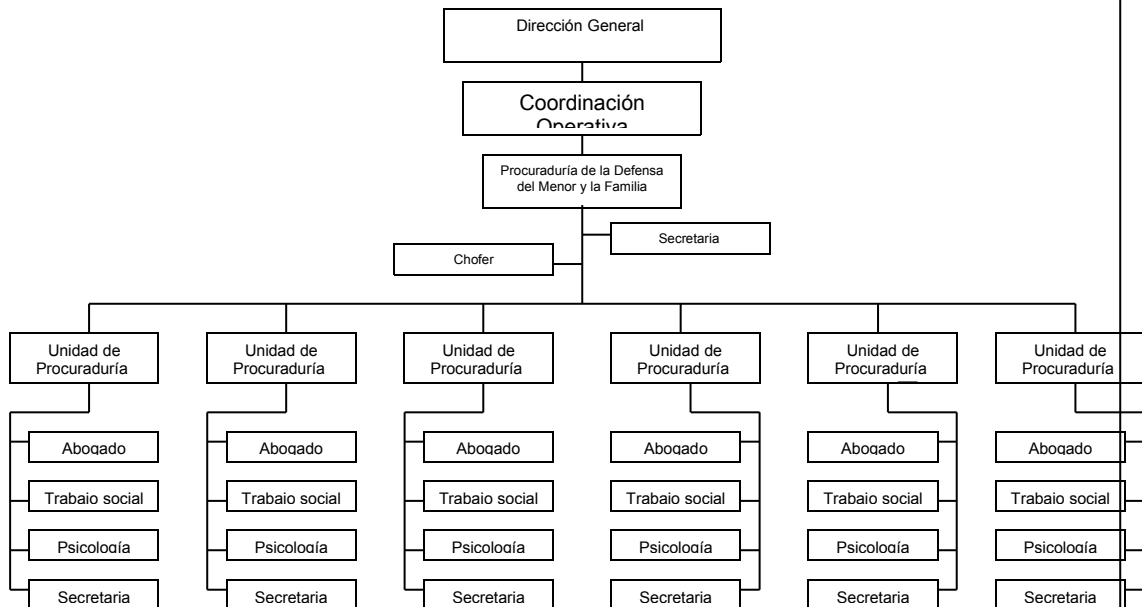 Dirección General
Coordinación
Operativa
Procuraduría de la Defensa
del Menor y la Familia
Secretaria
Chofer
Unidad de
Procuraduría
Unidad de
Procuraduría
Unidad de
Procuraduría
Unidad de
Procuraduría
Unidad de
Procuraduría
Unidad de
Procuraduría
Abogado
Abogado
Abogado
Abogado
Abogado
Abogado
Trabajo social
Trabajo social
Trabajo social
Trabajo social
Trabajo social
Trabajo social
Psicología
Psicología
Psicología
Psicología
Psicología
Psicología
Secretaria
Secretaria
Secretaria
Secretaria
Secretaria
Secretaria